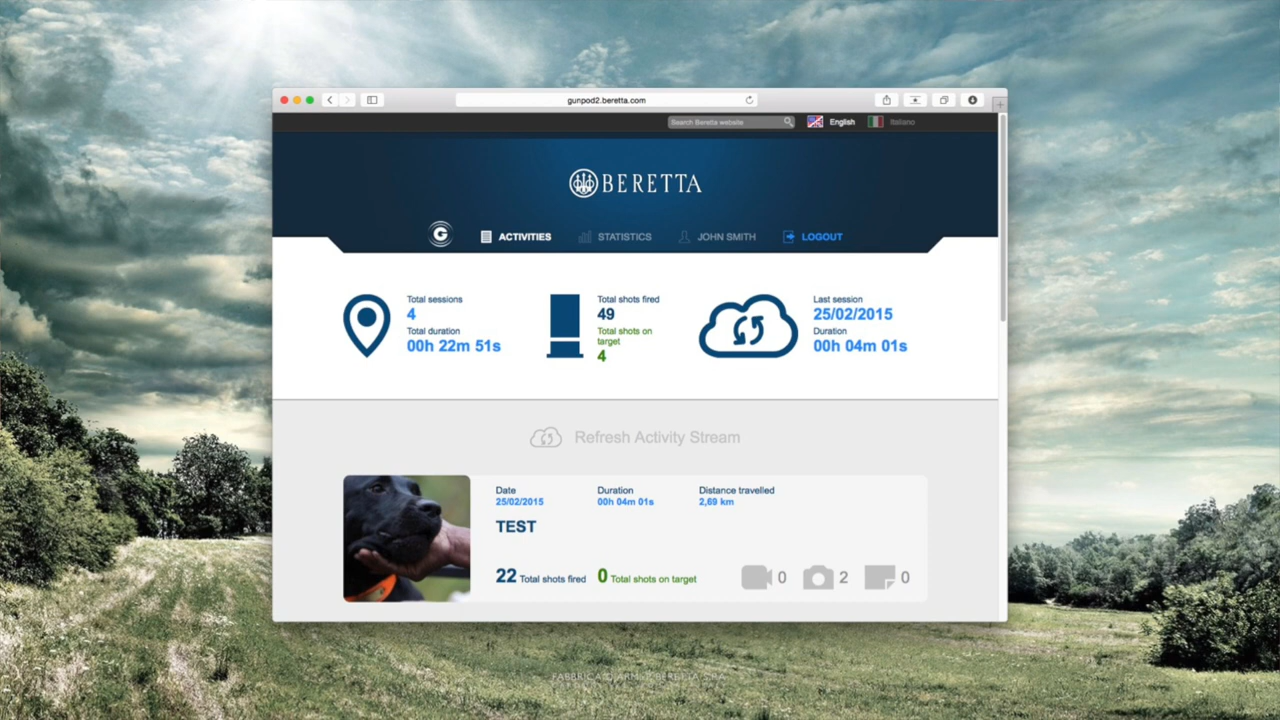 gunpod2.beretta.com
Search Beretta website
English
Italiano
BERETTA
G
ACTIVITIES
STATISTICS
JOHN SMITH
LOGOUT
Total sessions
4
Total duration
00h 22m 51s
Total shots fired
49
Total shots on
target
4
Last session
25/02/2015
Duration
00h 04m 01s
Refresh Activity Stream
Date
25/02/2015
Duration
00h 04m 01s
Distance travelled
2,69 km
TEST
22 Total shots fired
0 Total shots on target
0
2
0
FABBRICA D'ARMI P. BERETTA S.P.A.